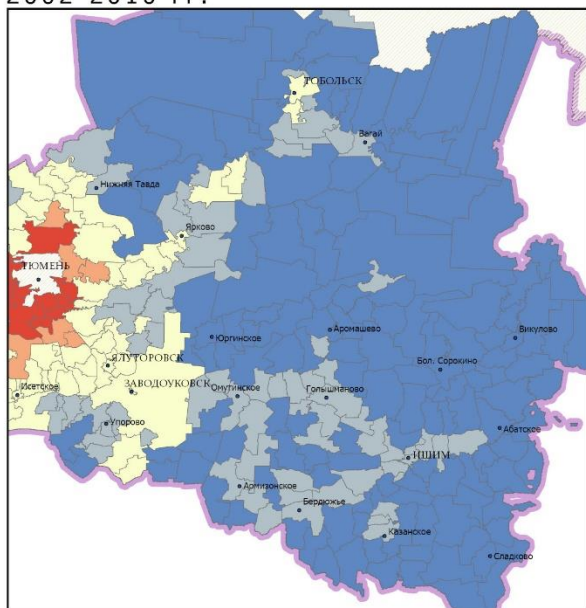 2002-2010 гг.
ТОБОЛЬСК
Вагай
Нижняя Тавда
Ярково
ТЮМЕНЬ
Юргинское
Аромашево
Викулово
Бол. Сорокино
ЯЛУТОРОВСК
ЗАВОДОУКОВСК
Исетское
Омутинское
Голышманово
Упорово
Абатское
ИШИМ
Армизонское
Бердюжье
Казанское
Сладково